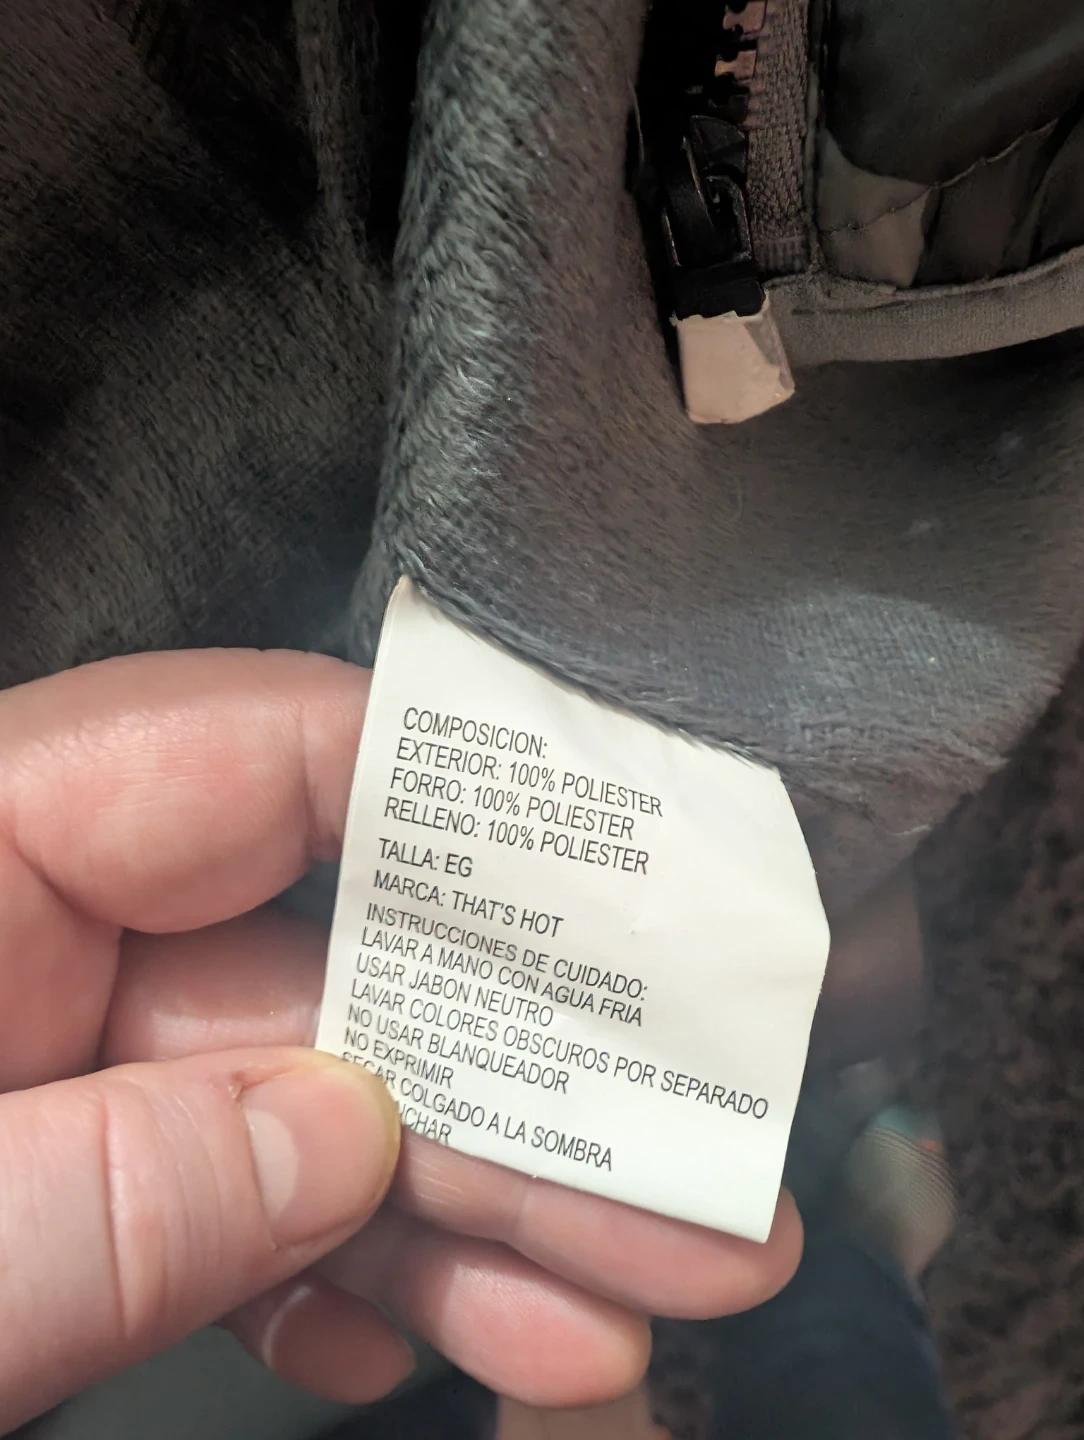 COMPOSICION:
EXTERIOR: 100% POLIESTER
FORRO: 100% POLIESTER
RELLENO: 100% POLIESTER
TALLA: EG
MARCA: THAT'S HOT
INSTRUCCIONES DE CUIDADO:
LAVAR A MANO CON AGUA FRIA
USAR JABON NEUTRO
LAVAR COLORES OBSCUROS POR SEPARADO
NO USAR BLANQUEADOR
NO EXPRIMIR
SECAR COLGADO A LA SOMBRA